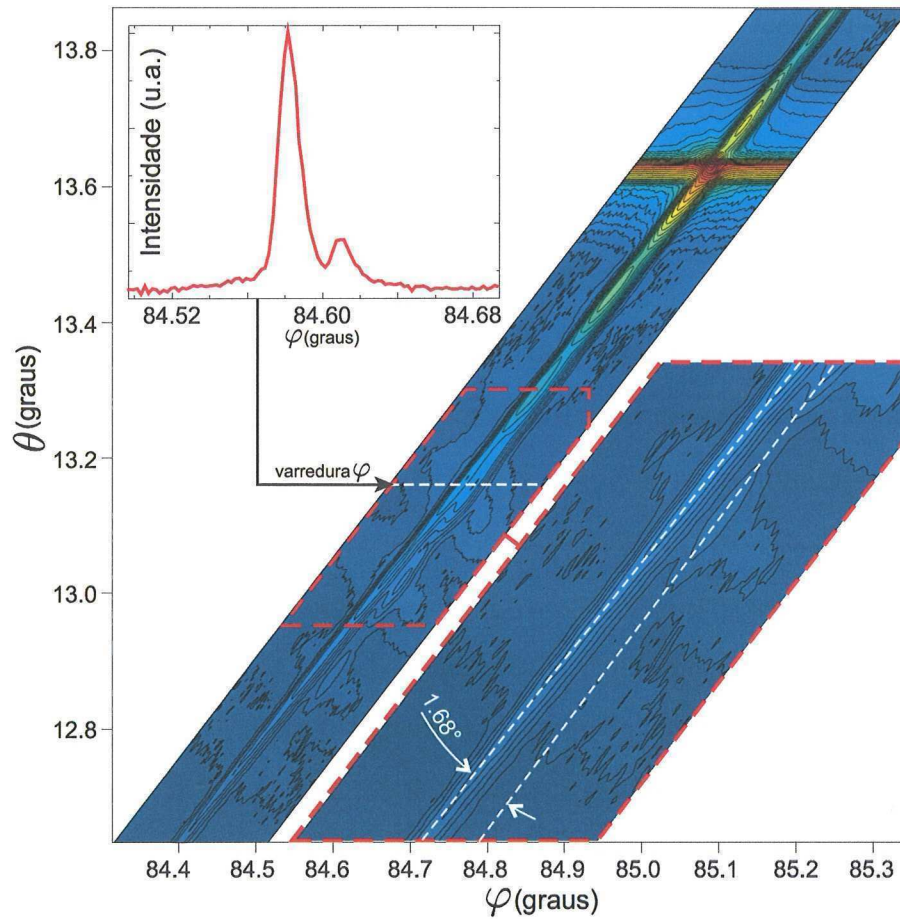 Intensidade (u.a.)
84.52 84.60 84.68
φ(graus)
θ(graus)
13.8
13.6
13.4
13.2
13.0
12.8
varredura φ
1.68°
84.4 84.5 84.6 84.7 84.8 84.9 85.0 85.1 85.2 85.3
φ(graus)